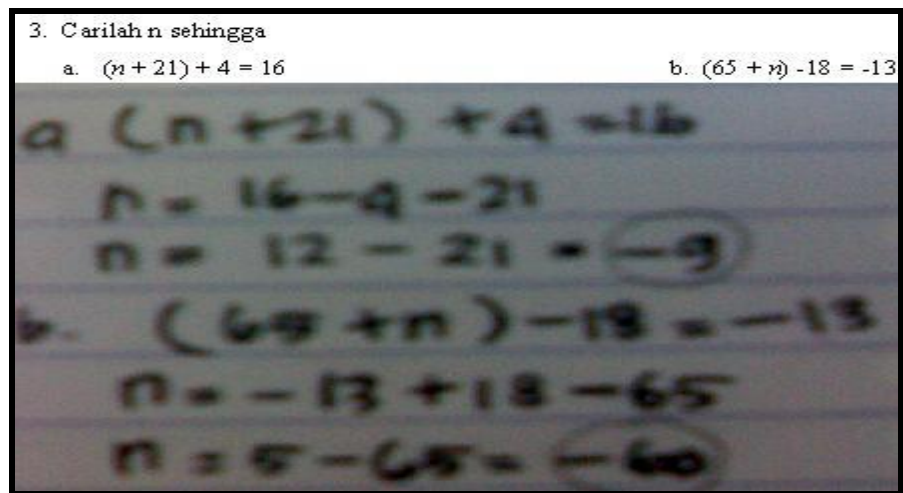 3. Carilah n sehingga
a. (n + 21) + 4 = 16 b. (65 + n) -18 = -13
a (n + 21) + 4 = 16
n = 16 - 4 - 21
n = 12 - 21 = -9
b. (65 + n) - 18 = -13
n = -13 + 18 - 65
n = 5 - 65 = -60